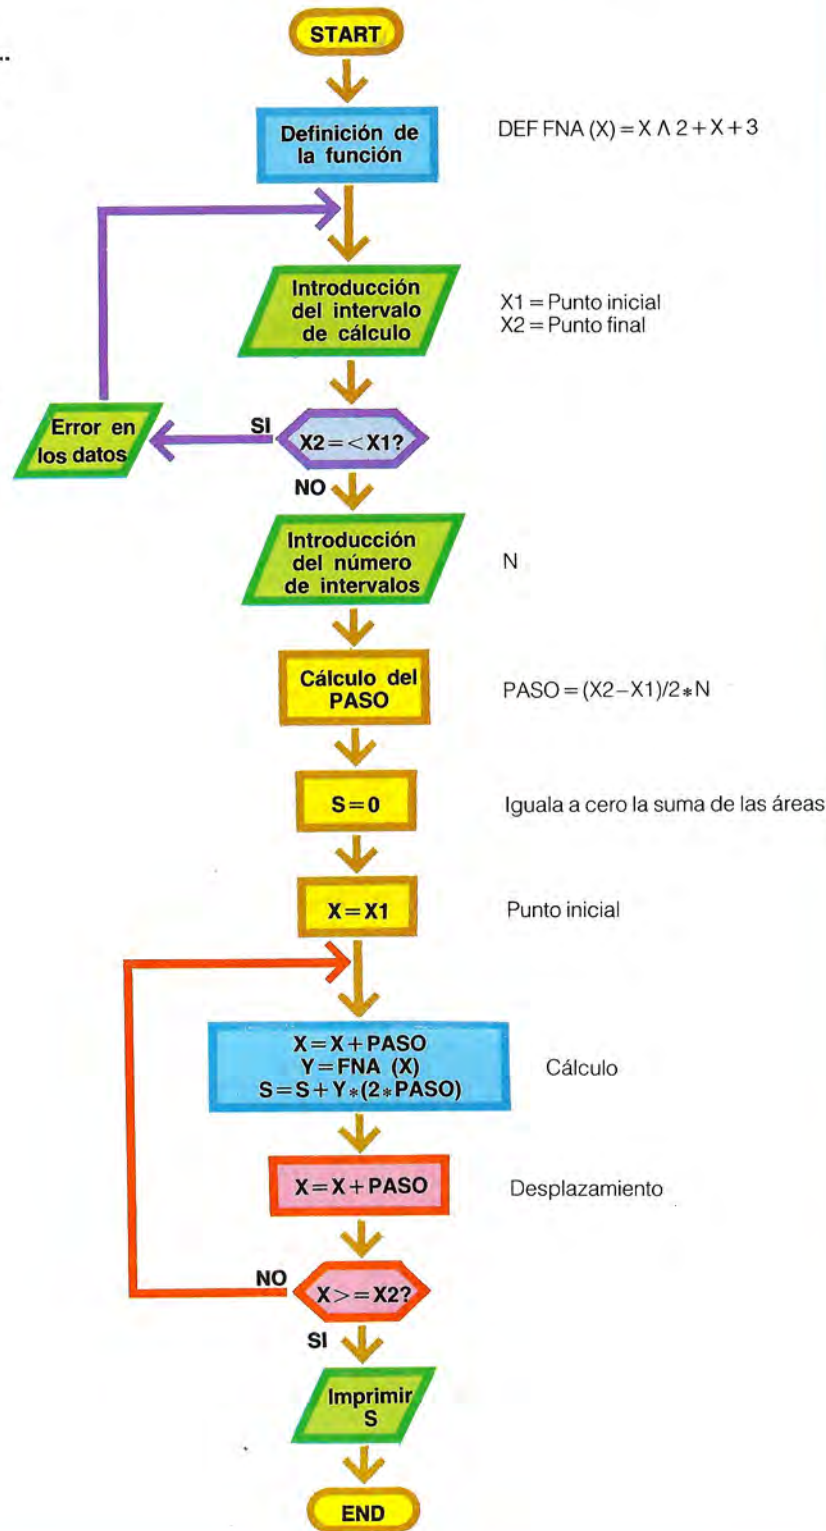 START
..
Definición de
la función
DEF FNA (X) = X Λ 2 + X + 3
Introducción
del intervalo
de cálculo
X1 = Punto inicial
X2 = Punto final
Error en
los datos
SI
X2=<X1?
NO
Introducción
del número
de intervalos
N
Cálculo del
PASO
PASO = (X2–X1)/2*N
S=0
Iguala a cero la suma de las áreas
X=X1
Punto inicial
X=X+PASO
Y=FNA (X)
S=S+Y*(2*PASO)
Cálculo
X=X+PASO
Desplazamiento
NO
X>=X2?
SI
Imprimir
S
END